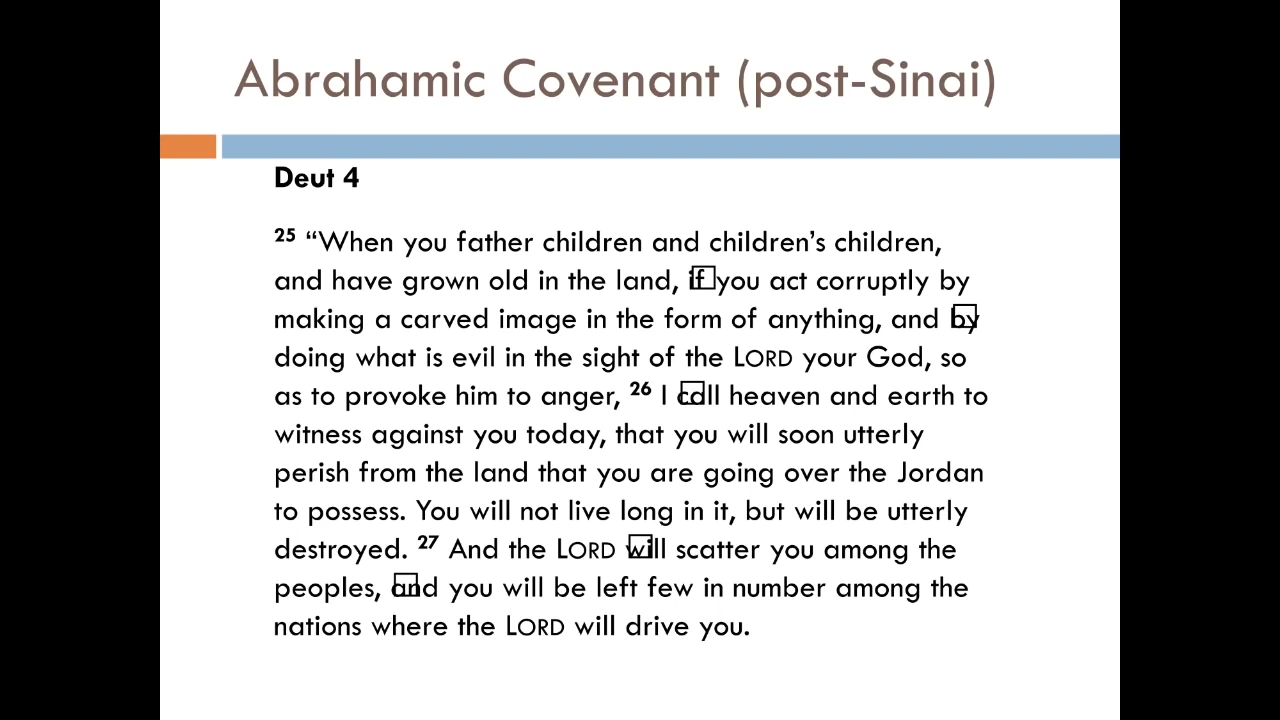 Abrahamic Covenant (post-Sinai)
Deut 4
25 “When you father children and children’s children,
and have grown old in the land, if you act corruptly by
making a carved image in the form of anything, and by
doing what is evil in the sight of the LORD your God, so
as to provoke him to anger, 26 I call heaven and earth to
witness against you today, that you will soon utterly
perish from the land that you are going over the Jordan
to possess. You will not live long in it, but will be utterly
destroyed. 27 And the LORD will scatter you among the
peoples, and you will be left few in number among the
nations where the LORD will drive you.